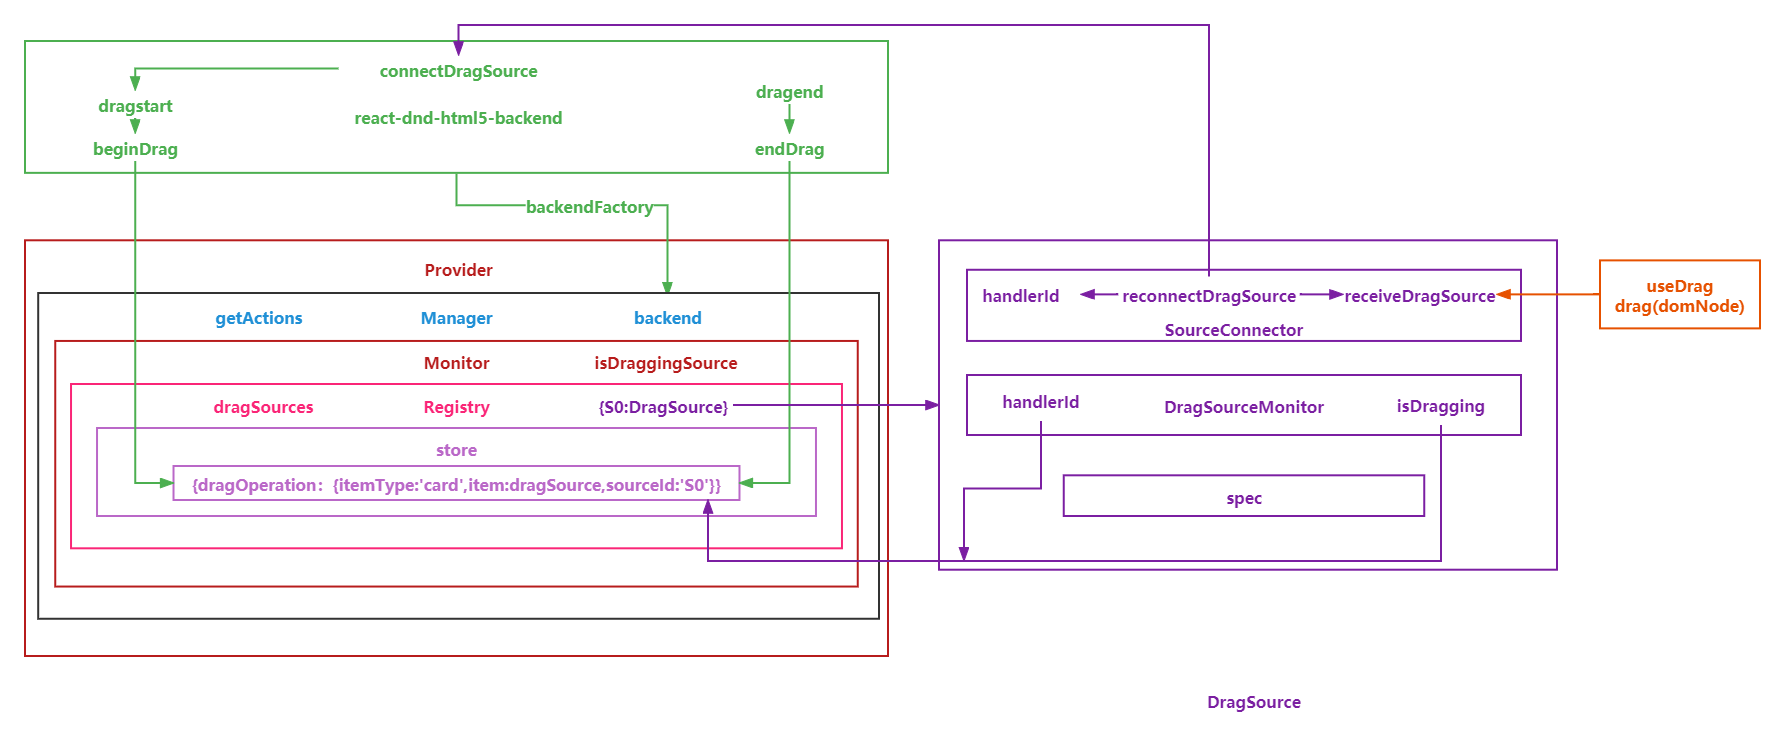 connectDragSource
dragstart
dragend
react-dnd-html5-backend
beginDrag
endDrag
backendFactory
Provider
getActions
Manager
backend
Monitor
isDraggingSource
dragSources
Registry
{S0:DragSource}
store
{dragOperation: {itemType:'card',item:dragSource,sourceId:'S0'}}
handlerId
reconnectDragSource
receiveDragSource
SourceConnector
useDrag
drag(domNode)
handlerId
DragSourceMonitor
isDragging
spec
DragSource